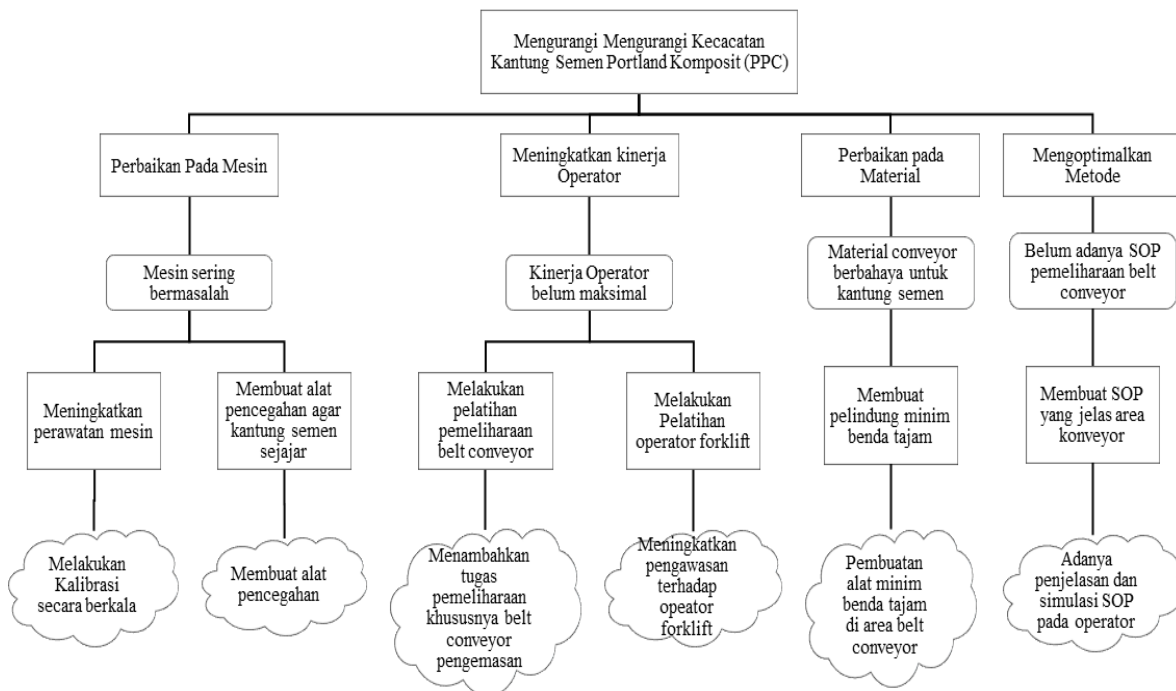 Mengurangi Mengurangi Kecacatan
Kantung Semen Portland Komposit (PPC)
Perbaikan Pada Mesin
Meningkatkan kinerja
Operator
Perbaikan pada
Material
Mengoptimalkan
Metode
Mesin sering
bermasalah
Kinerja Operator
belum maksimal
Material conveyor
berbahaya untuk
kantung semen
Belum adanya SOP
pemeliharaan belt
conveyor
Meningkatkan
perawatan mesin
Membuat alat
pencegahan agar
kantung semen
sejajar
Melakukan
pelatihan
pemeliharaan
belt conveyor
Melakukan
Pelatihan
operator forklift
Membuat
pelindung minim
benda tajam
Membuat SOP
yang jelas area
konveyor
Melakukan
Kalibrasi
secara berkala
Membuat alat
pencegahan
Menambahkan
tugas
pemeliharaan
khususnya belt
conveyor
pengemasan
Meningkatkan
pengawasan
terhadap
opeator
forklift
Pembuatan
alat minim
benda tajam
di area belt
conveyor
Adanya
penjelasan dan
simulasi SOP
pada operator